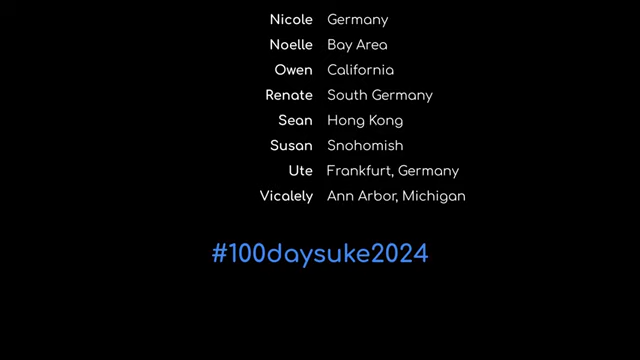 Nicole Germany
Noelle Bay Area
Owen California
Renate South Germany
Sean Hong Kong
Susan Snohomish
Ute Frankfurt, Germany
Vicalely Ann Arbor, Michigan
#100daysuke2024